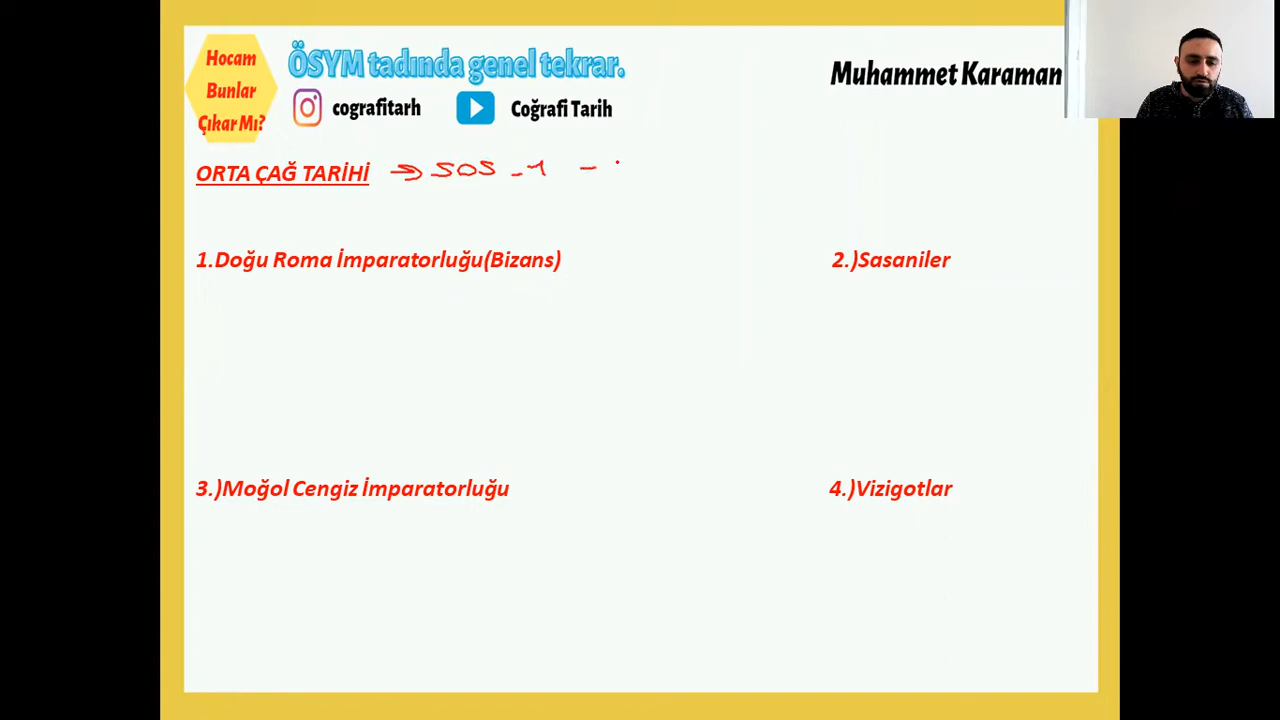 Hocam
Bunlar
Çıkar Mı?
ÖSYM tadında genel tekrar.
cografitarh
Coğrafi Tarih
Muhammet Karaman
ORTA ÇAĞ TARİHİ → SOS - 1 -
1.Doğu Roma İmparatorluğu(Bizans)
2.)Sasaniler
3.)Moğol Cengiz İmparatorluğu
4.)Vizigotlar